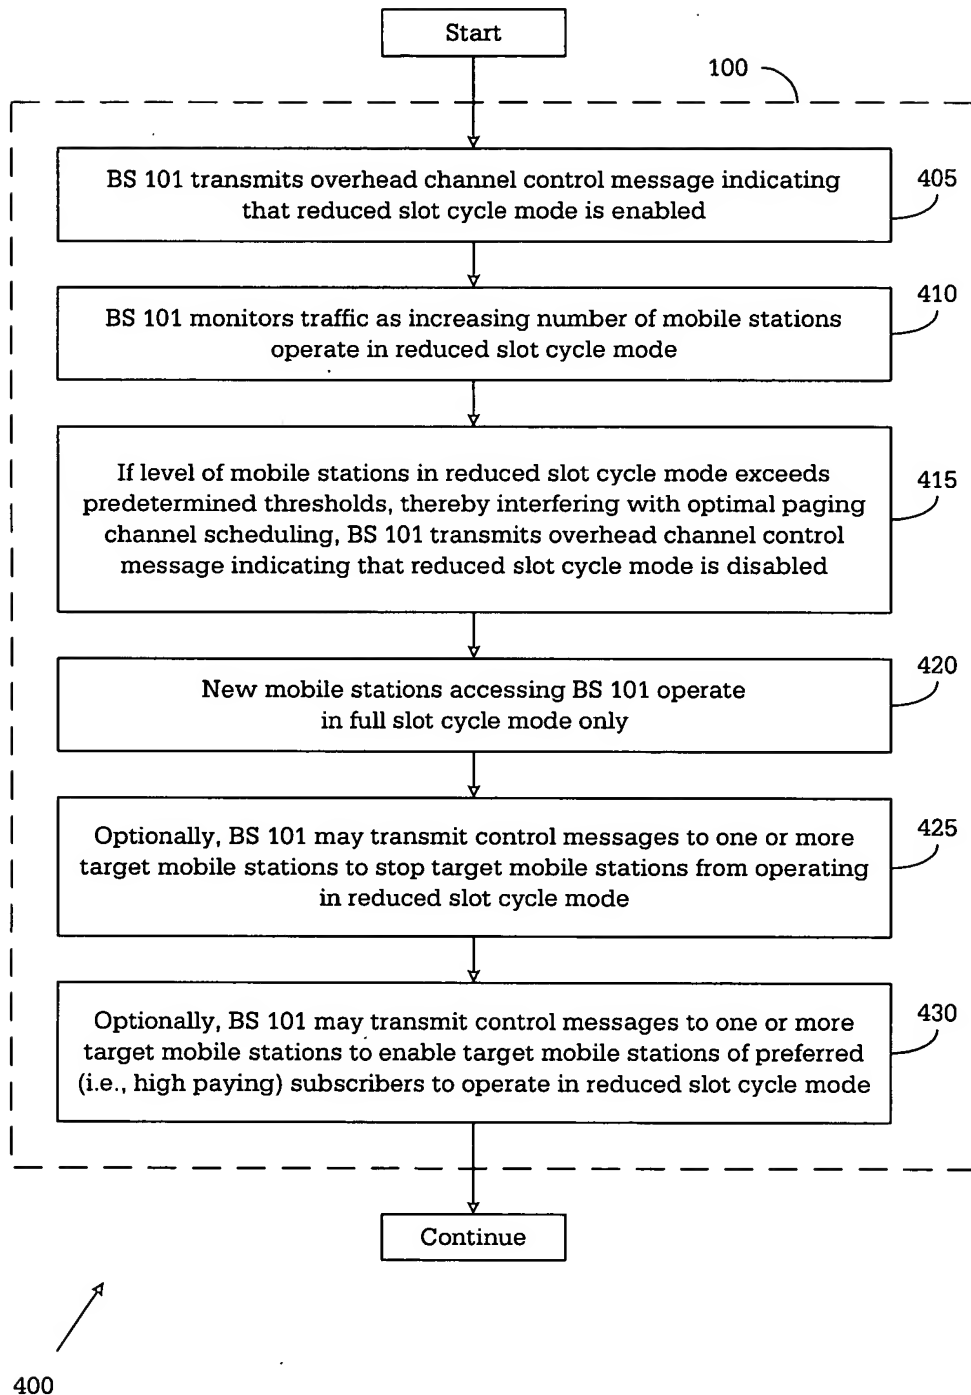 Start
100
BS 101 transmits overhead channel control message indicating
that reduced slot cycle mode is enabled
405
BS 101 monitors traffic as increasing number of mobile stations
operate in reduced slot cycle mode
410
If level of mobile stations in reduced slot cycle mode exceeds
predetermined thresholds, thereby interfering with optimal paging
channel scheduling, BS 101 transmits overhead channel control
message indicating that reduced slot cycle mode is disabled
415
New mobile stations accessing BS 101 operate
in full slot cycle mode only
420
Optionally, BS 101 may transmit control messages to one or more
target mobile stations to stop target mobile stations from operating
in reduced slot cycle mode
425
Optionally, BS 101 may transmit control messages to one or more
target mobile stations to enable target mobile stations of preferred
(i.e., high paying) subscribers to operate in reduced slot cycle mode
430
Continue
400